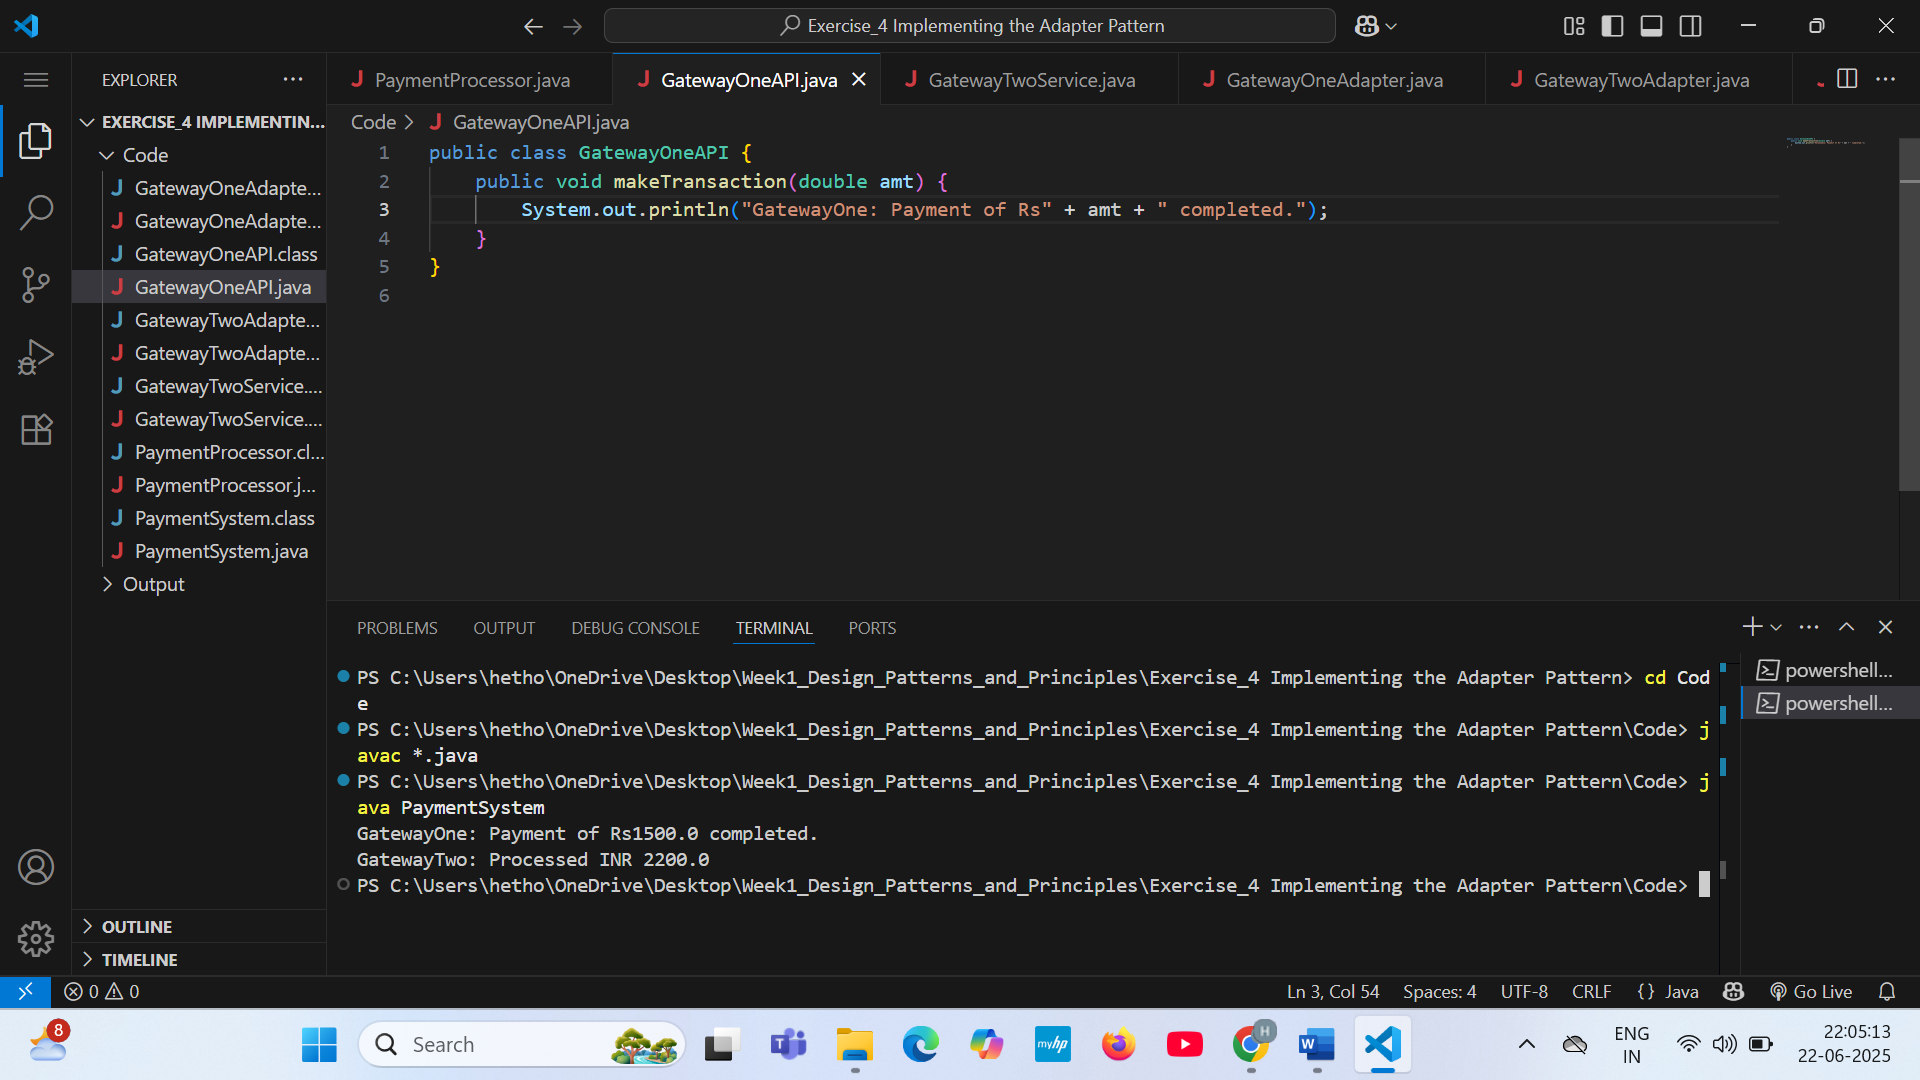 Exercise_4 Implementing the Adapter Pattern
EXPLORER
PaymentProcessor.java
GatewayOneAPI.java
GatewayTwoService.java
GatewayOneAdapter.java
GatewayTwoAdapter.java
EXERCISE_4 IMPLEMENTIN...
Code
GatewayOneAdapte...
GatewayOneAdapte...
GatewayOneAPI.class
GatewayOneAPI.java
GatewayTwoAdapte...
GatewayTwoAdapte...
GatewayTwoService....
GatewayTwoService....
PaymentProcessor.cl...
PaymentProcessor.j...
PaymentSystem.class
PaymentSystem.java
Output
OUTLINE
TIMELINE
Code > J GatewayOneAPI.java
1 public class GatewayOneAPI {
2 public void makeTransaction(double amt) {
3 System.out.println("GatewayOne: Payment of Rs" + amt + " completed.");
4 }
5 }
6
PROBLEMS OUTPUT DEBUG CONSOLE TERMINAL PORTS
PS C:\Users\hetho\OneDrive\Desktop\Week1_Design_Patterns_and_Principles\Exercise_4 Implementing the Adapter Pattern> cd Cod
e
PS C:\Users\hetho\OneDrive\Desktop\Week1_Design_Patterns_and_Principles\Exercise_4 Implementing the Adapter Pattern\Code> j
avac *.java
PS C:\Users\hetho\OneDrive\Desktop\Week1_Design_Patterns_and_Principles\Exercise_4 Implementing the Adapter Pattern\Code> j
ava PaymentSystem
GatewayOne: Payment of Rs1500.0 completed.
GatewayTwo: Processed INR 2200.0
PS C:\Users\hetho\OneDrive\Desktop\Week1_Design_Patterns_and_Principles\Exercise_4 Implementing the Adapter Pattern\Code>
powershell...
powershell...
0 0
Ln 3, Col 54 Spaces: 4 UTF-8 CRLF {} Java Go Live
8
Search
myhp
H
ENG
IN
22:05:13
22-06-2025